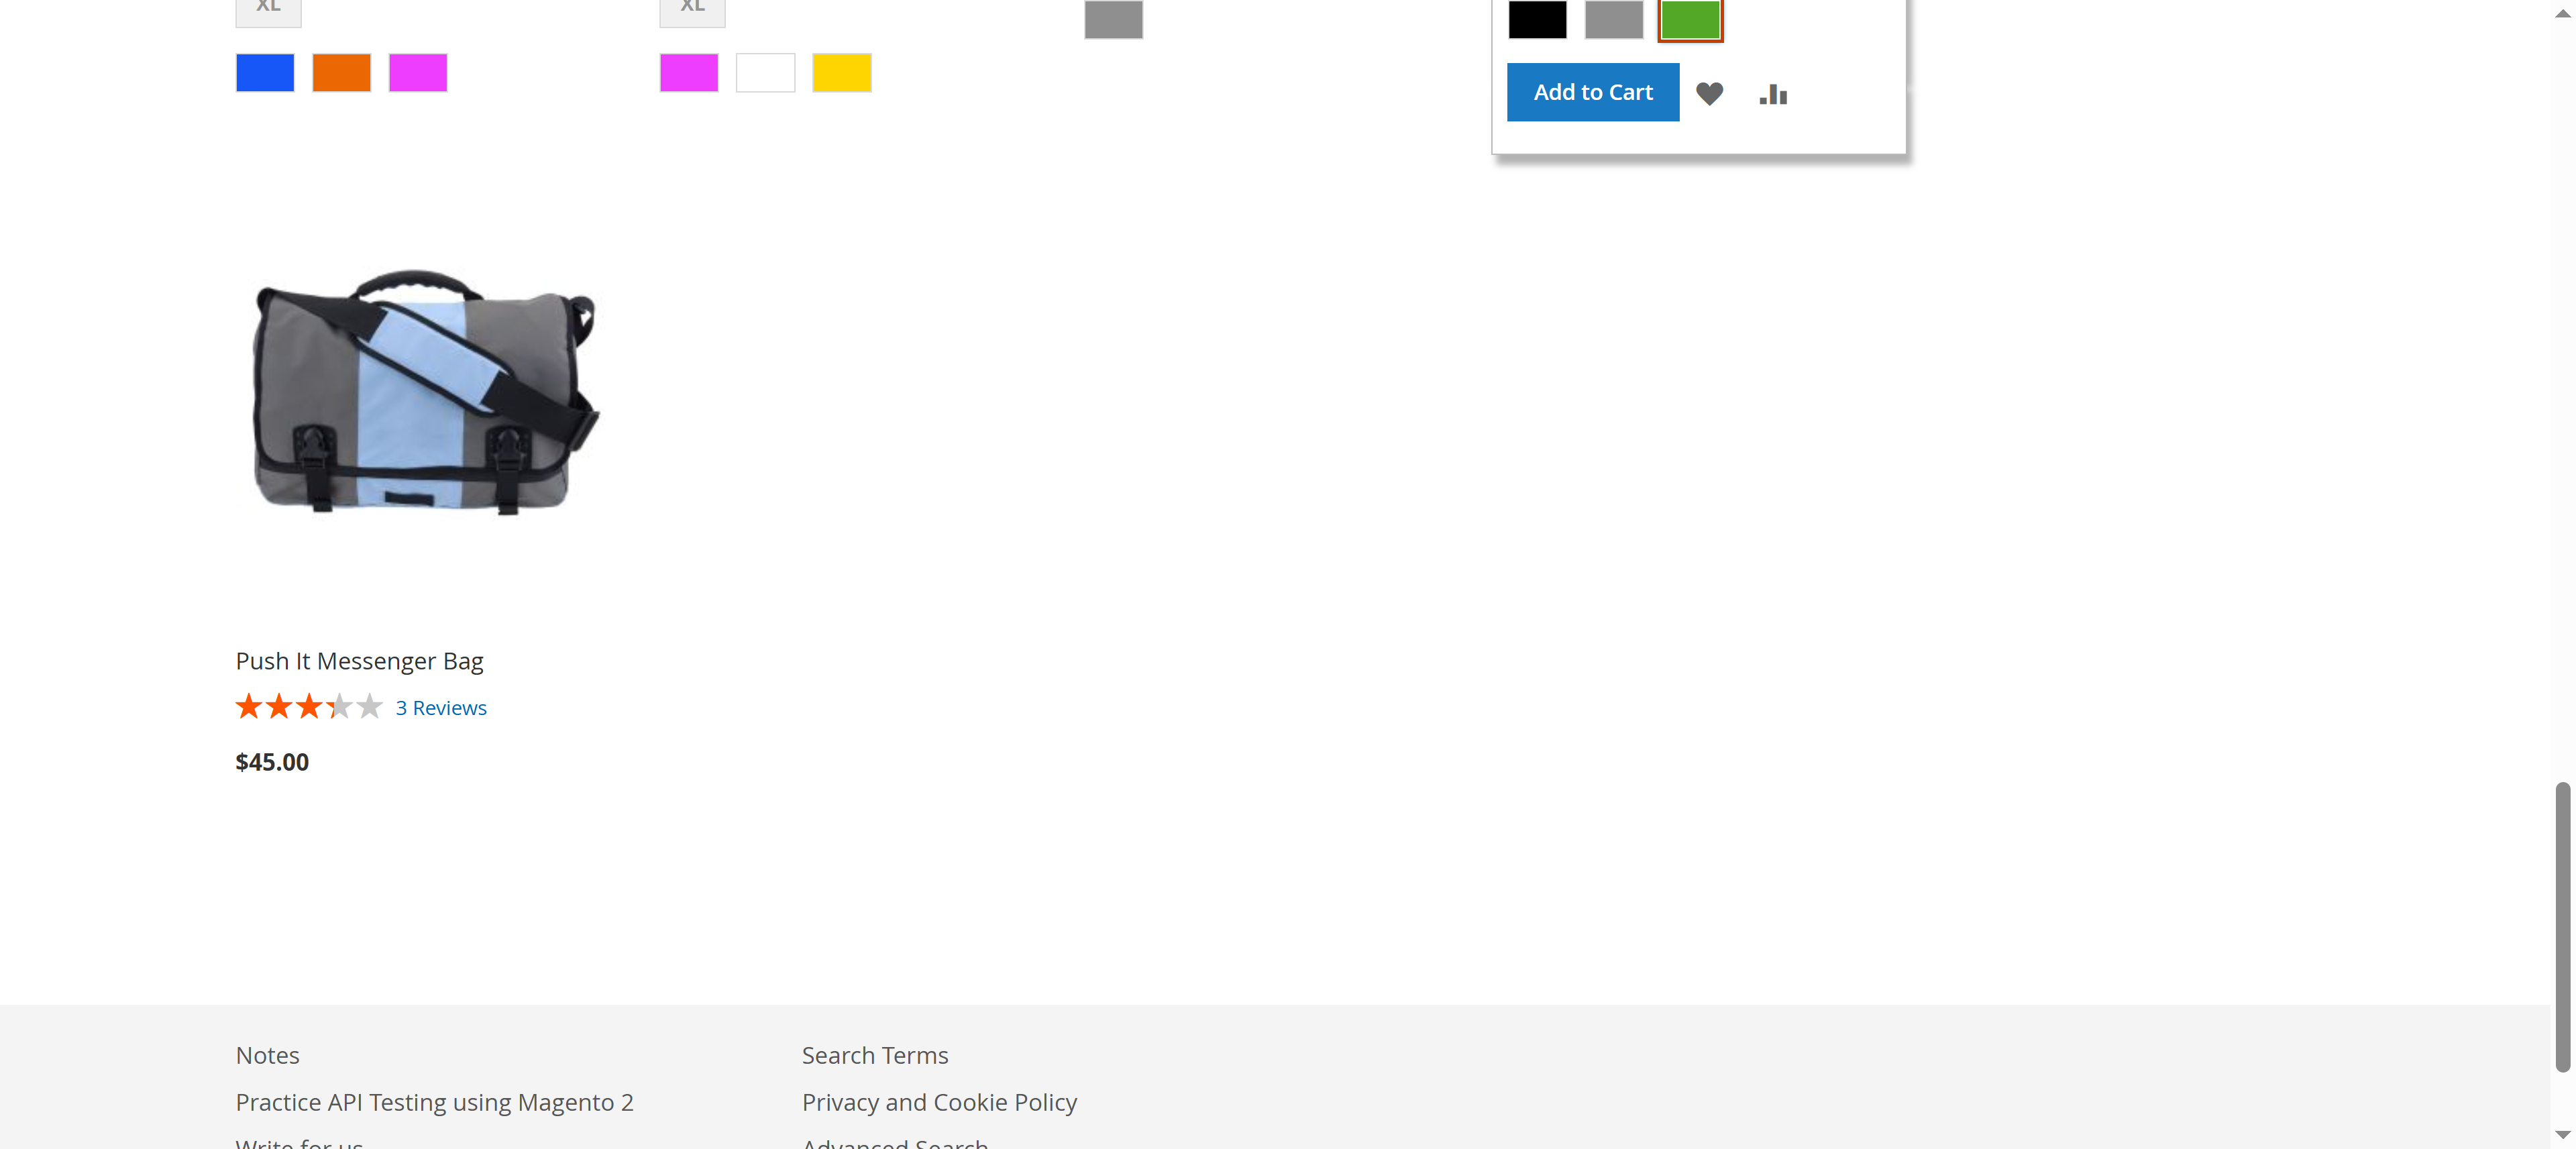 XL
XL
Add to Cart
Push It Messenger Bag
3 Reviews
$45.00
Notes
Search Terms
Practice API Testing using Magento 2
Privacy and Cookie Policy
Write for us
Advanced Search